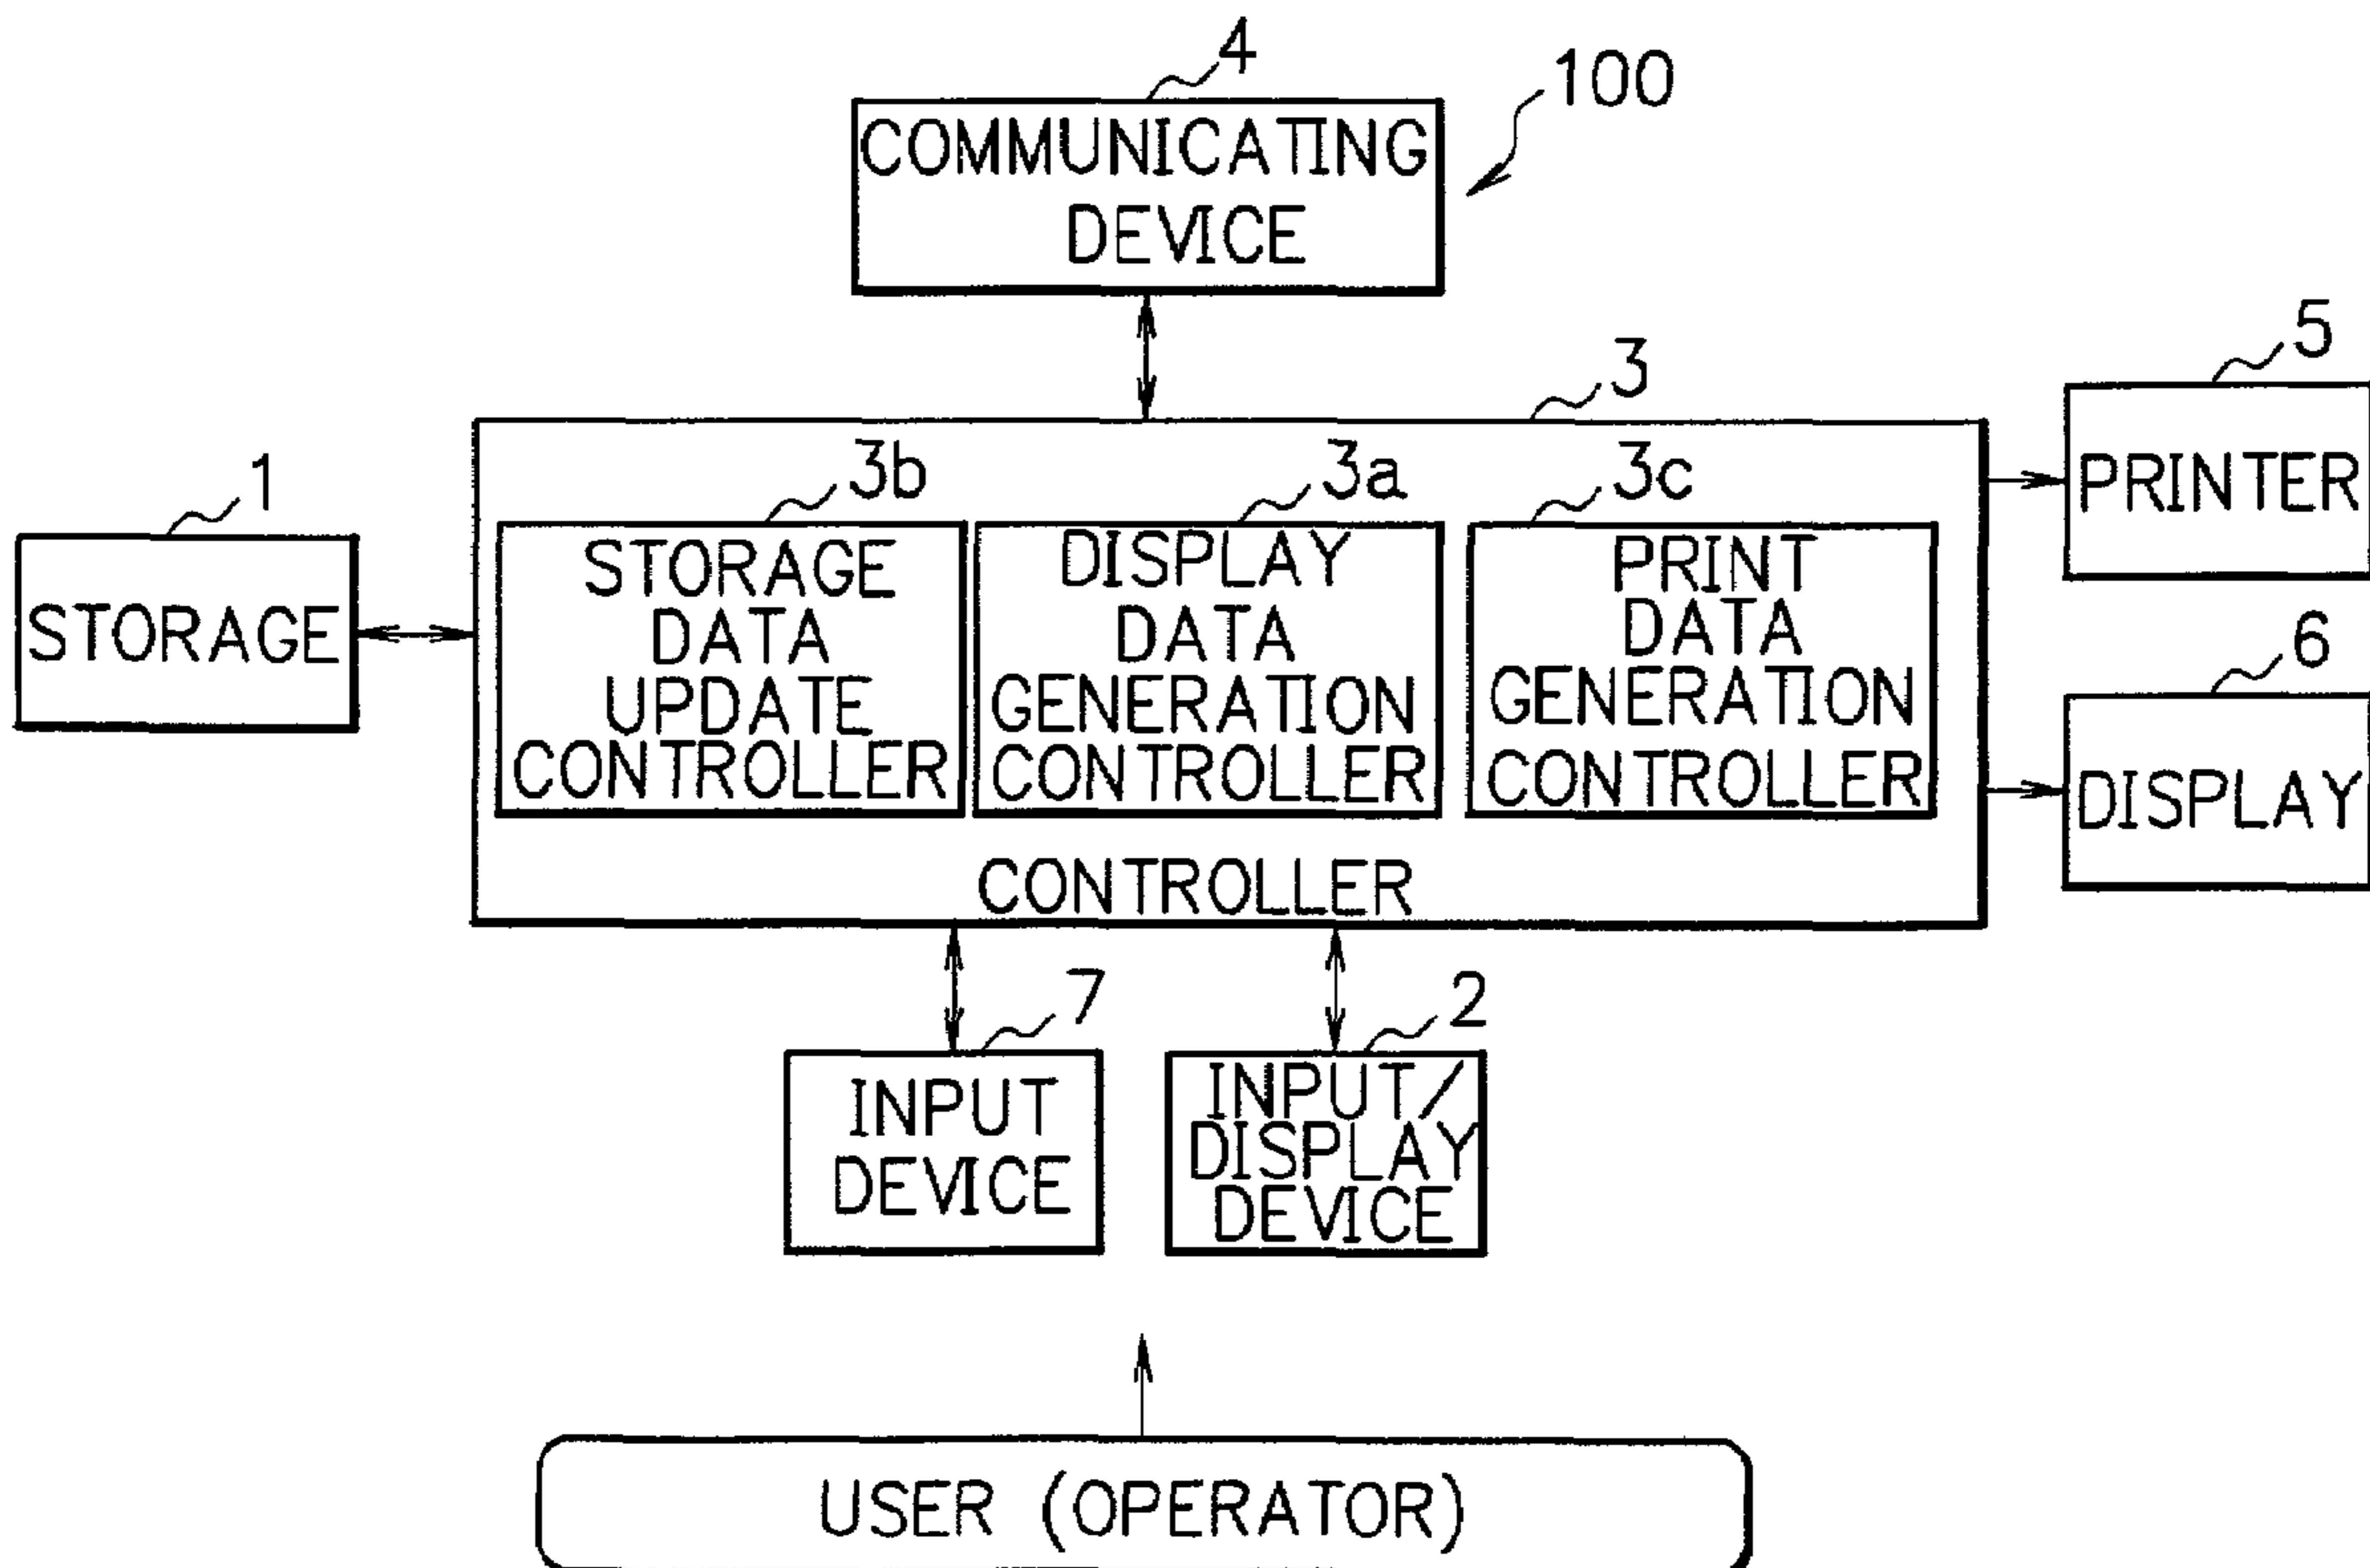 4
100
COMMUNICATING
DEVICE
3
5
PRINTER
1
STORAGE
3b
STORAGE
DATA
UPDATE
CONTROLLER
3a
DISPLAY
DATA
GENERATION
CONTROLLER
3c
PRINT
DATA
GENERATION
CONTROLLER
6
DISPLAY
CONTROLLER
7
INPUT
DEVICE
2
INPUT/
DISPLAY
DEVICE
USER (OPERATOR)